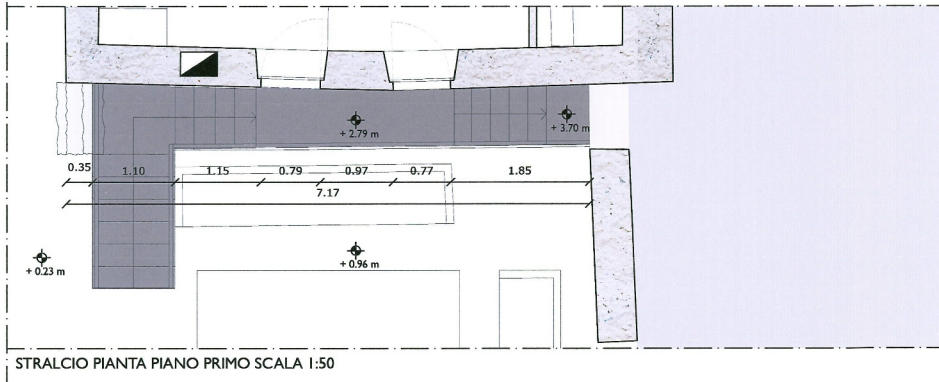 + 2.79 m
+ 3.70 m
0.35 1.10 1.15 0.79 0.97 0.77 1.85
7.17
+ 0.23 m
+ 0.96 m
STRALCIO PIANTA PIANO PRIMO SCALA 1:50